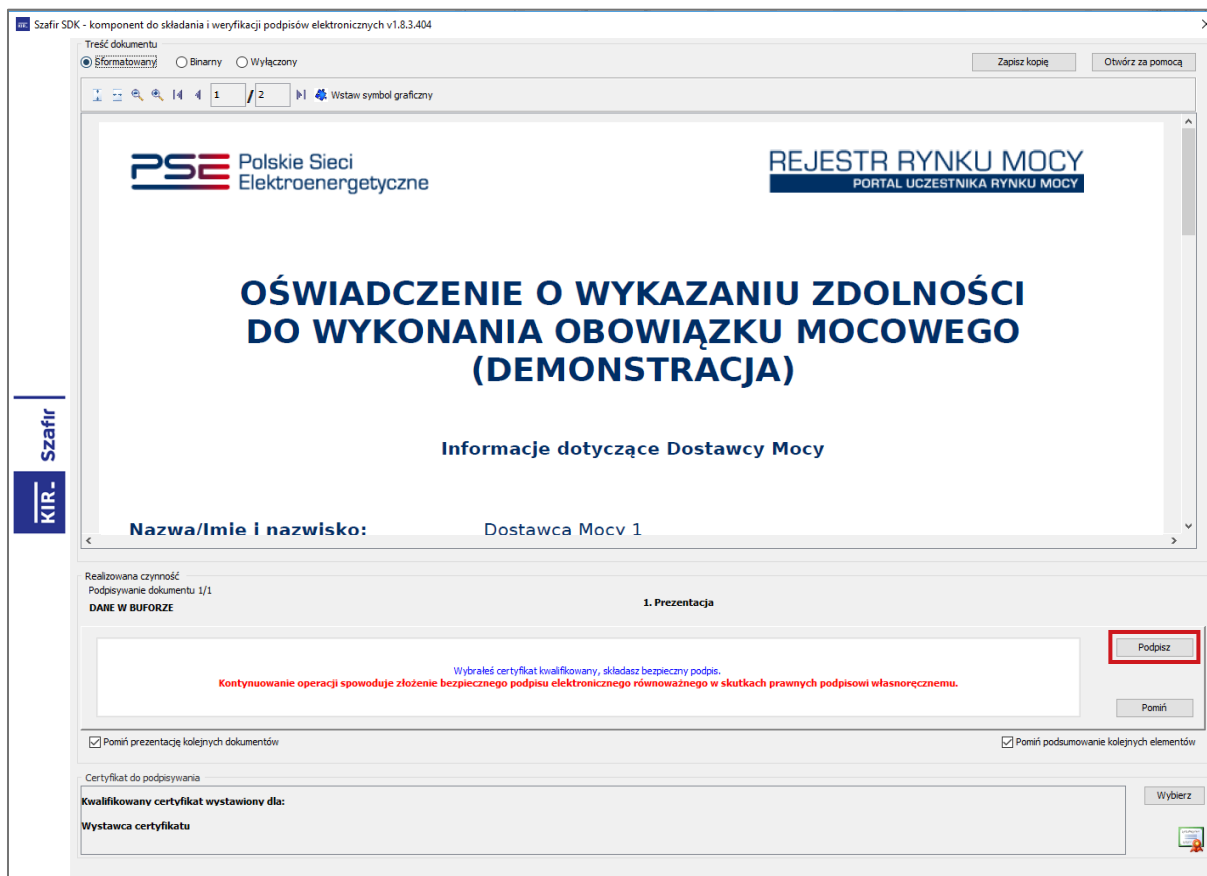 Szafir SDK - komponent do składania i weryfikacji podpisów elektronicznych v1.8.3.404
Treść dokumentu
Sformatowany Binarny Wyłączony Zapisz kopię Otwórz za pomocą
1 / 2 Wstaw symbol graficzny
PSE Polskie Sieci Elektroenergetyczne
REJESTR RYNKU MOCY
PORTAL UCZESTNIKA RYNKU MOCY
OŚWIADCZENIE O WYKAZANIU ZDOLNOŚCI
DO WYKONANIA OBOWIĄZKU MOCOWEGO
(DEMONSTRACJA)
Informacje dotyczące Dostawcy Mocy
Nazwa/Imię i nazwisko: Dostawca Mocy 1
KIR Szafir
Realizowana czynność
Podpisywanie dokumentu 1/1
DANE W BUFORZE
1. Prezentacja
Wybrałeś certyfikat kwalifikowany, składasz bezpieczny podpis.
Kontynuowanie operacji spowoduje złożenie bezpiecznego podpisu elektronicznego równoważnego w skutkach prawnych podpisowi własnoręcznemu.
Podpisz
Pomiń
Pomiń prezentację kolejnych dokumentów Pomiń podsumowanie kolejnych elementów
Certyfikat do podpisywania
Kwalifikowany certyfikat wystawiony dla:
Wystawca certyfikatu
Wybierz